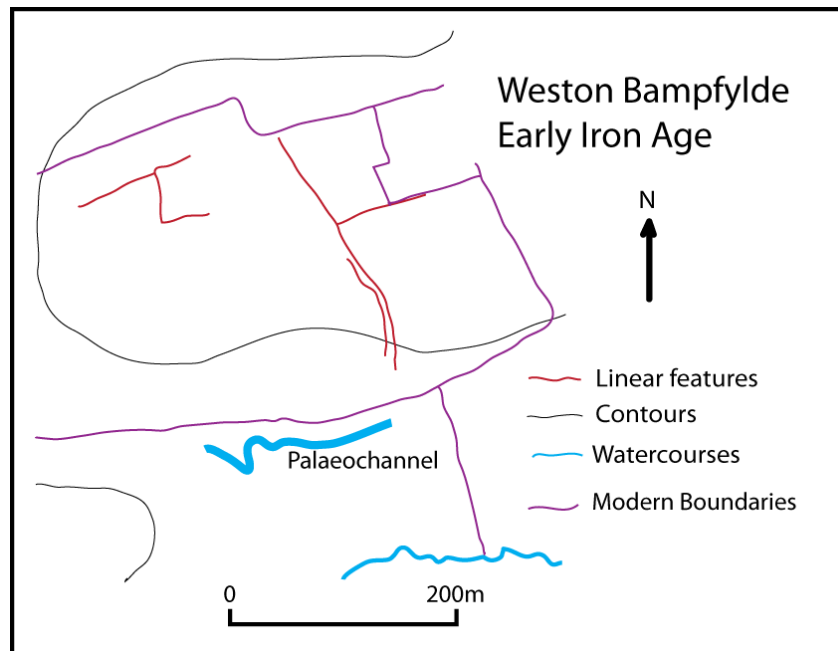 Weston Bampfylde
Early Iron Age
N
Linear features
Contours
Watercourses
Modern Boundaries
Palaeochannel
0
200m